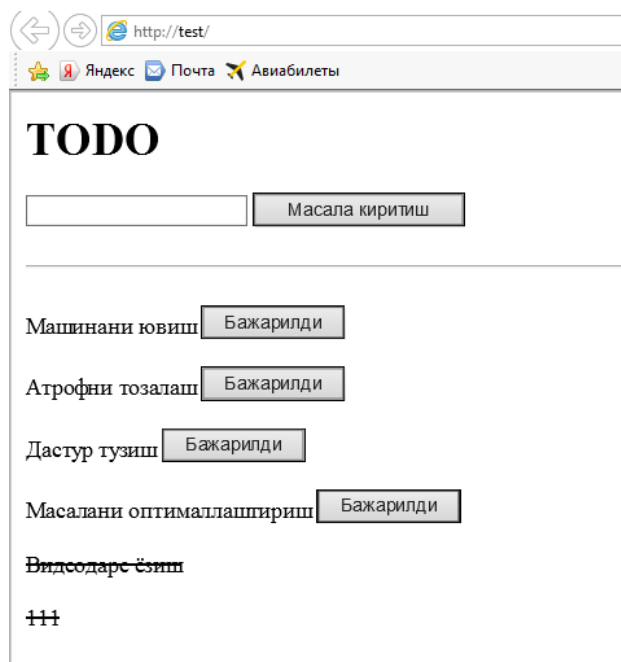 http://test/
Яндекс Почта Авиабилеты
TODO
Масала киритиш
Машинани ювиш Бажарилди
Атрофни тозалаш Бажарилди
Дастур тузиш Бажарилди
Масалани оптималлаштириш Бажарилди
Видеодарс ёзиш
111